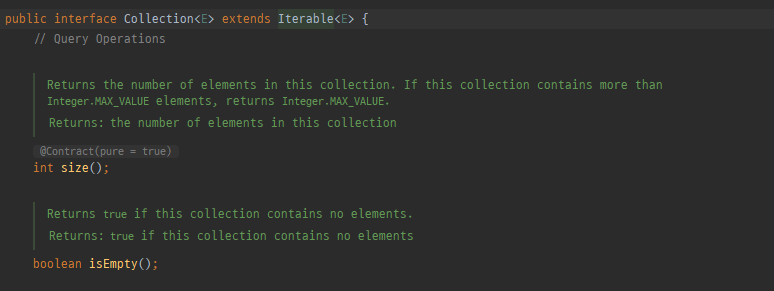 public interface Collection<E> extends Iterable<E> {
// Query Operations
Returns the number of elements in this collection. If this collection contains more than
Integer.MAX_VALUE elements, returns Integer.MAX_VALUE.
Returns: the number of elements in this collection
@Contract(pure = true)
int size();
Returns true if this collection contains no elements.
Returns: true if this collection contains no elements
boolean isEmpty();